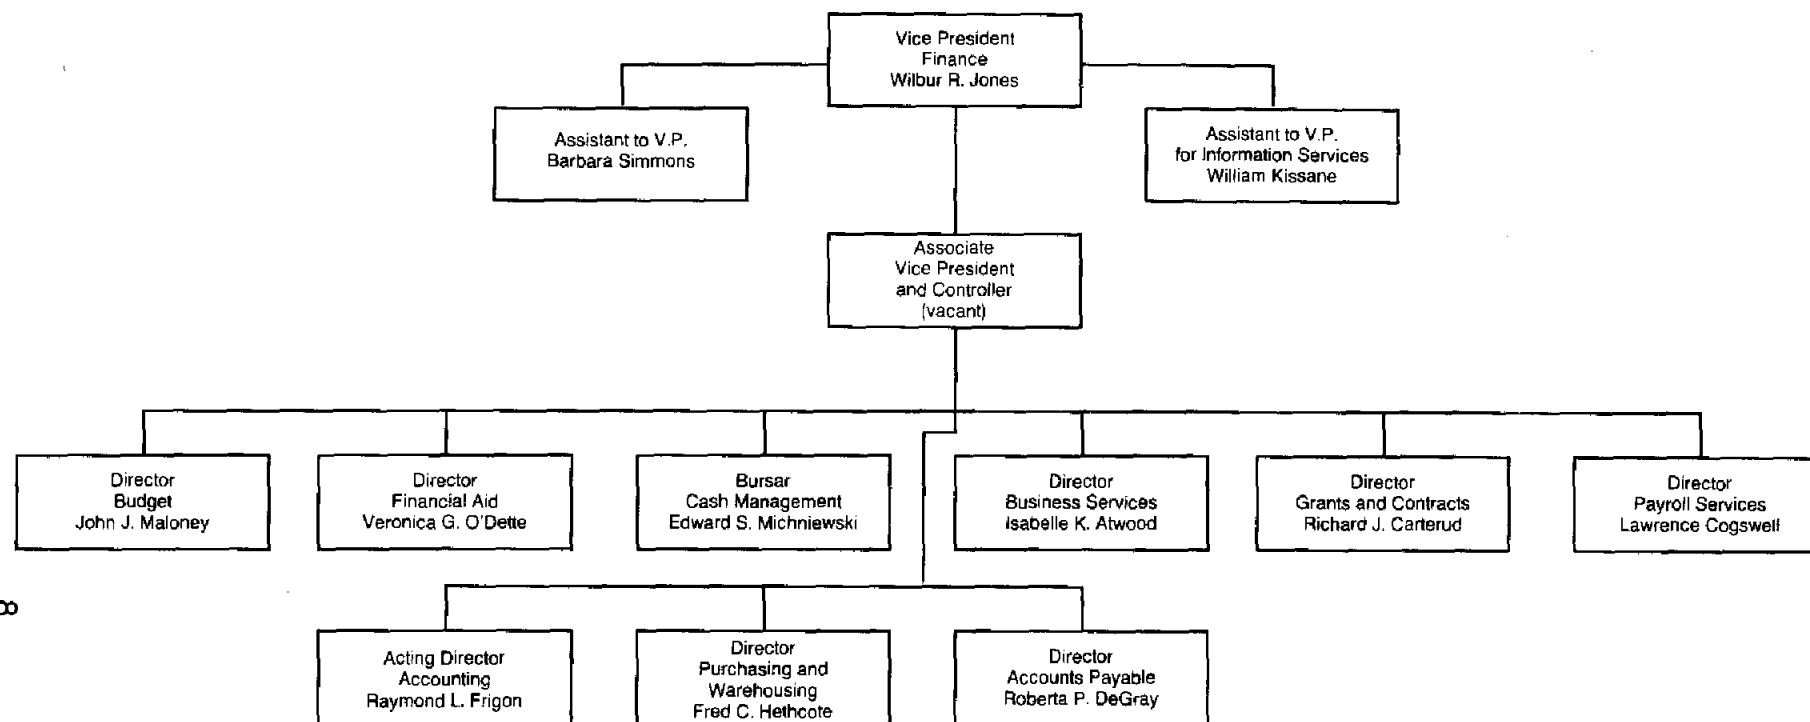 Vice President
Finance
Wilbur R. Jones
Assistant to V.P.
Barbara Simmons
Assistant to V.P.
for Information Services
William Kissane
Associate
Vice President
and Controller
(vacant)
Director
Budget
John J. Maloney
Director
Financial Aid
Veronica G. O'Dette
Bursar
Cash Management
Edward S. Michniewski
Director
Business Services
Isabelle K. Atwood
Director
Grants and Contracts
Richard J. Carterud
Director
Payroll Services
Lawrence Cogswell
8
Acting Director
Accounting
Raymond L. Frigon
Director
Purchasing and
Warehousing
Fred C. Hethcote
Director
Accounts Payable
Roberta P. DeGray